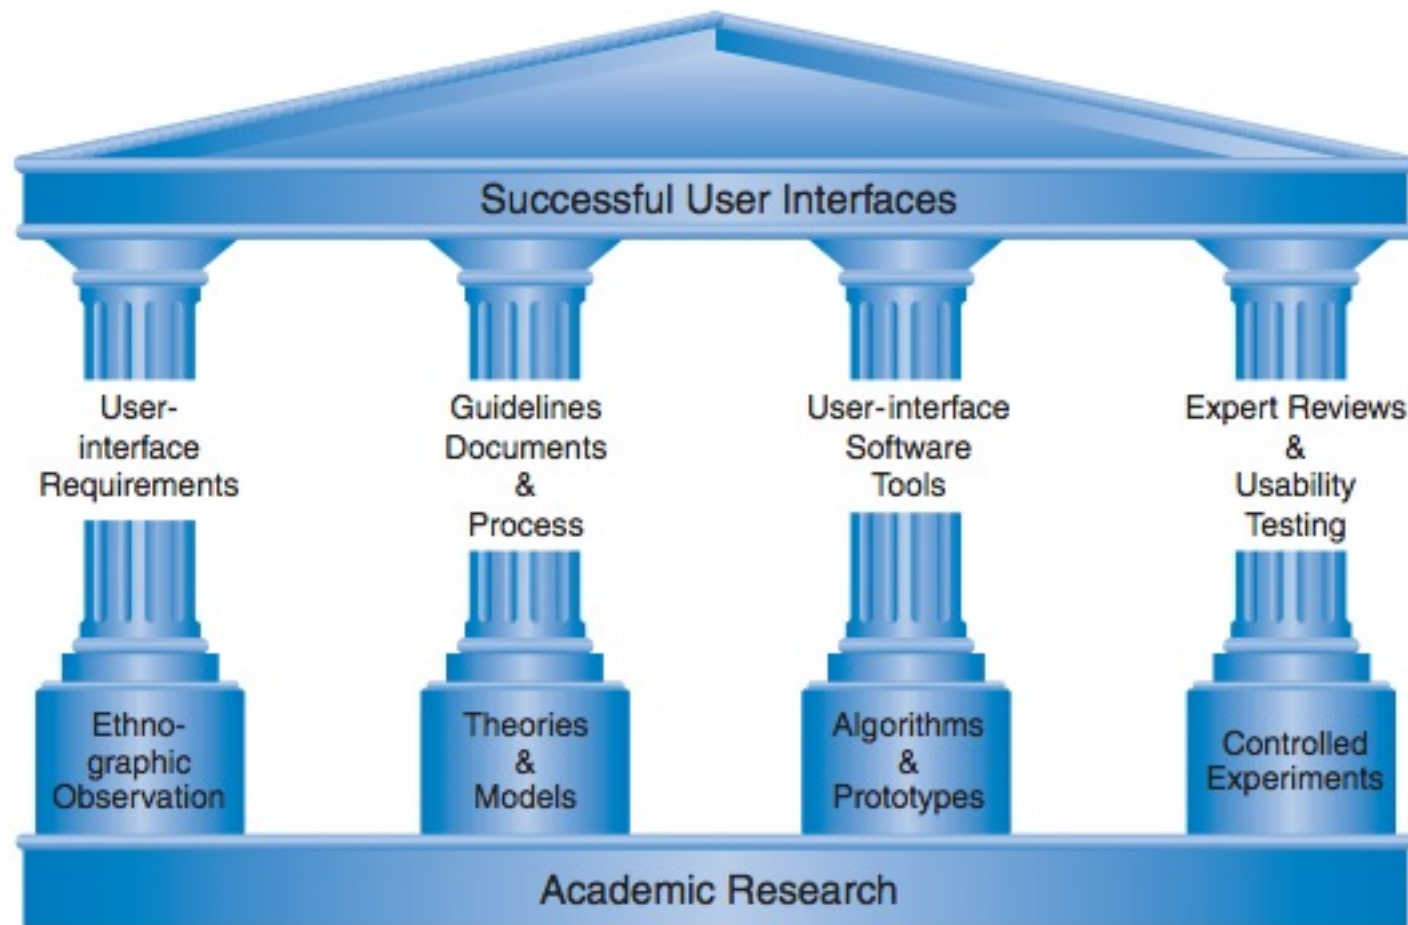 Successful User Interfaces
User-
interface
Requirements
Guidelines
Documents
&
Process
User-interface
Software
Tools
Expert Reviews
&
Usability
Testing
Ethno-
graphic
Observation
Theories
&
Models
Algorithms
&
Prototypes
Controlled
Experiments
Academic Research